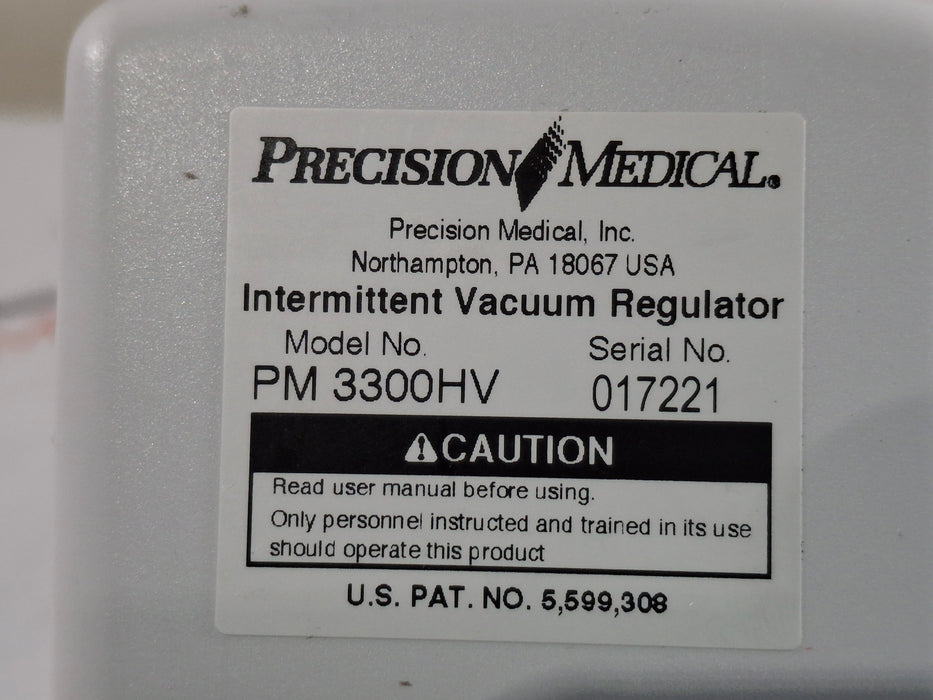 PRECISION MEDICAL®
Precision Medical, Inc.
Northampton, PA 18067 USA
Intermittent Vacuum Regulator
Model No. Serial No.
PM 3300HV 017221
⚠CAUTION
Read user manual before using.
Only personnel instructed and trained in its use
should operate this product
U.S. PAT. NO. 5,599,308